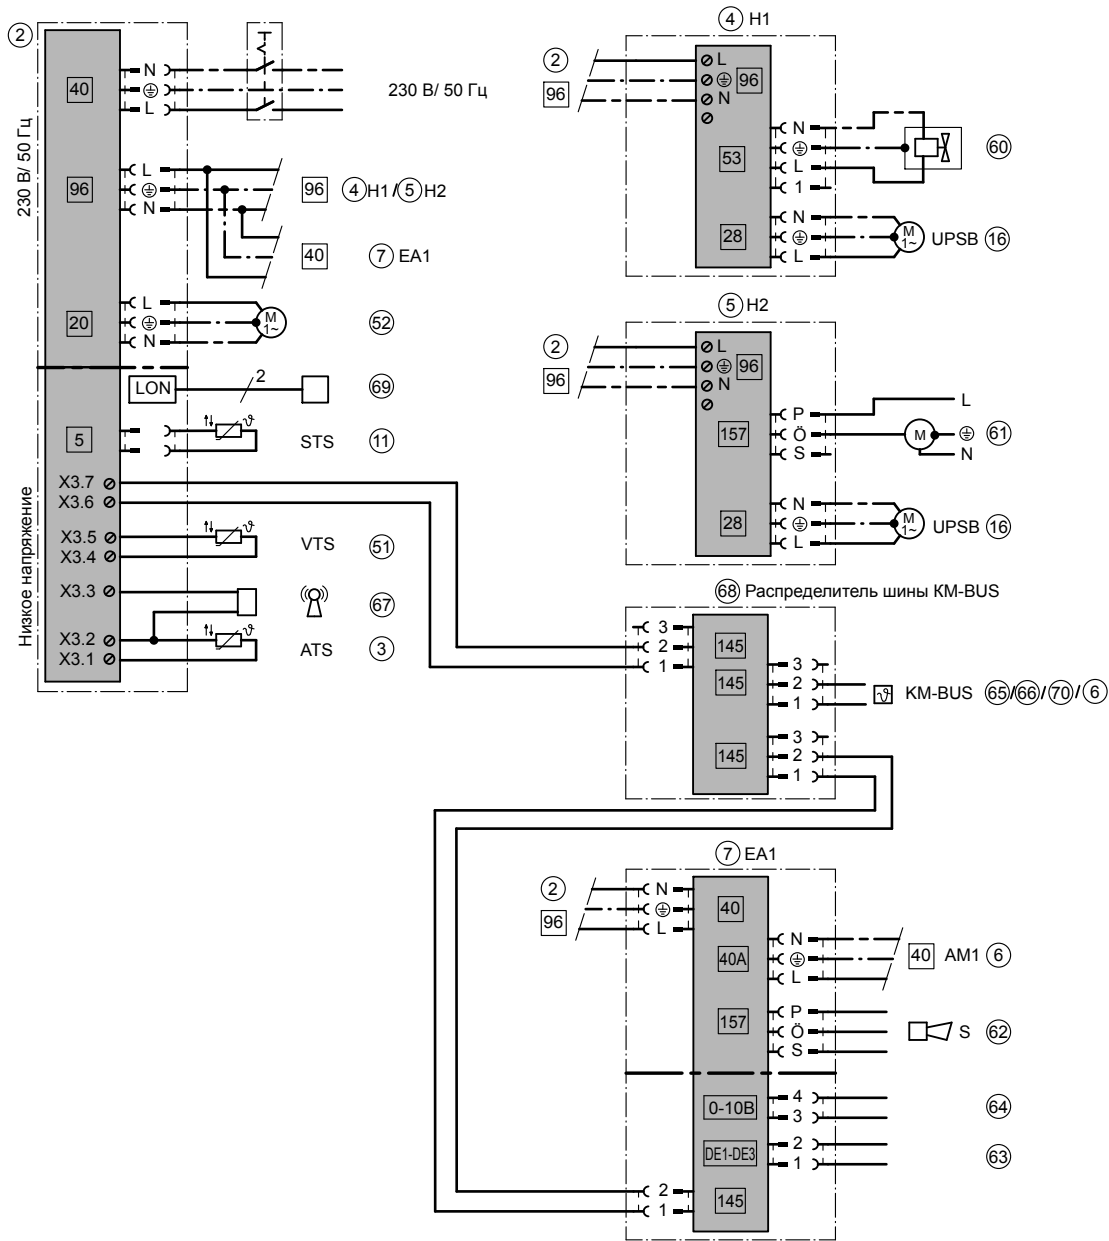 2
230 В/ 50 Гц
Низкое напряжение
40
N
L
230 В/ 50 Гц
96
L
N
96 4 H1 / 5 H2
40 7 EA1
20
L
N
M
1~
52
LON
2
69
5
ϑ
STS 11
X3.7
X3.6
X3.5
X3.4
ϑ
VTS 51
X3.3
67
X3.2
X3.1
ϑ
ATS 3
4 H1
2
96
L
N
96
53
N
L
1
60
28
N
L
M
1~
UPSB 16
5 H2
2
96
L
N
96
157
P
Ö
S
M
L
N
61
28
N
L
M
1~
UPSB 16
68 Распределитель шины KM-BUS
3
2
1
145
145
3
2
1
ϑ
KM-BUS 65/66/70/ 6
145
3
2
1
7 EA1
2
96
N
L
40
40A
N
L
40 AM1 6
157
P
Ö
S
S 62
0-10В
4
3
64
DE1-DE3
2
1
63
2
1
145